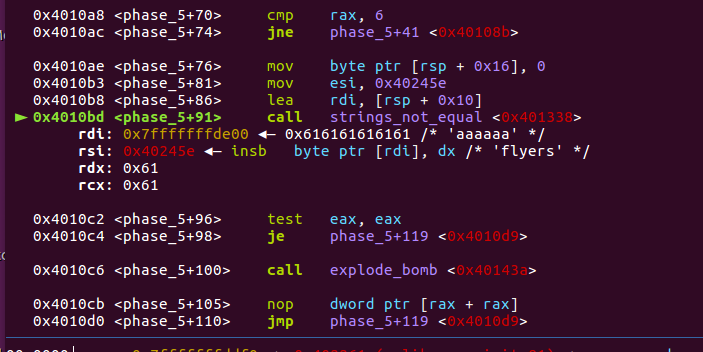 0x4010a8 <phase_5+70> cmp rax, 6
0x4010ac <phase_5+74> jne phase_5+41 <0x40108b>
0x4010ae <phase_5+76> mov byte ptr [rsp + 0x16], 0
0x4010b3 <phase_5+81> mov esi, 0x40245e
0x4010b8 <phase_5+86> lea rdi, [rsp + 0x10]
► 0x4010bd <phase_5+91> call strings_not_equal <0x401338>
rdi: 0x7fffffffde00 ◄— 0x616161616161 /* 'aaaaaa' */
rsi: 0x40245e ◄— insb byte ptr [rdi], dx /* 'flyers' */
rdx: 0x61
rcx: 0x61
0x4010c2 <phase_5+96> test eax, eax
0x4010c4 <phase_5+98> je phase_5+119 <0x4010d9>
0x4010c6 <phase_5+100> call explode_bomb <0x40143a>
0x4010cb <phase_5+105> nop dword ptr [rax + rax]
0x4010d0 <phase_5+110> jmp phase_5+119 <0x4010d9>